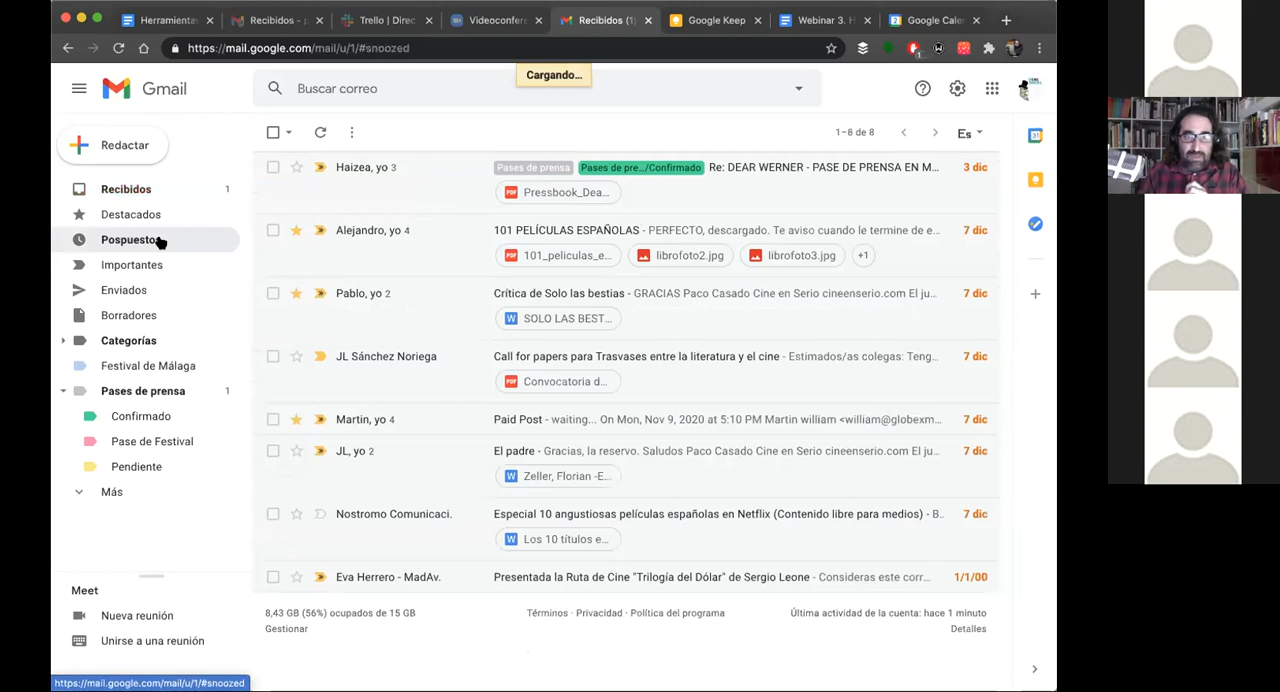 Herramientas
Recibidos - p
Trello | Direc
Videoconfere
Recibidos (1)
Google Keep
Webinar 3. H
Google Cale
https://mail.google.com/mail/u/1/#snoozed
Cargando...
Gmail
Buscar correo
1–8 de 8
Es
Redactar
Recibidos 1
Destacados
Pospuestos
Importantes
Enviados
Borradores
Categorías
Festival de Málaga
Pases de prensa 1
Confirmado
Pase de Festival
Pendiente
Más
Meet
Nueva reunión
Unirse a una reunión
Haizea, yo 3 Pases de prensa Pases de pre.../Confirmado Re: DEAR WERNER - PASE DE PRENSA EN M... 3 dic
PDF Pressbook_Dea...
Alejandro, yo 4 101 PELÍCULAS ESPAÑOLAS - PERFECTO, descargado. Te aviso cuando le termine de e... 7 dic
PDF 101_peliculas_e... librofoto2.jpg librofoto3.jpg +1
Pablo, yo 2 Crítica de Solo las bestias - GRACIAS Paco Casado Cine en Serio cineenserio.com El ju... 7 dic
W SOLO LAS BEST...
JL Sánchez Noriega Call for papers para Trasvases entre la literatura y el cine - Estimados/as colegas: Teng... 7 dic
PDF Convocatoria d...
Martin, yo 4 Paid Post - waiting... On Mon, Nov 9, 2020 at 5:10 PM Martin william <william@globexm... 7 dic
JL, yo 2 El padre - Gracias, la reservo. Saludos Paco Casado Cine en Serio cineenserio.com El ju... 7 dic
W Zeller, Florian -E...
Nostromo Comunicaci. Especial 10 angustiosas películas españolas en Netflix (Contenido libre para medios) - B.. 7 dic
W Los 10 títulos e...
Eva Herrero - MadAv. Presentada la Ruta de Cine "Trilogía del Dólar" de Sergio Leone - Consideras este corr... 1/1/00
8,43 GB (56%) ocupados de 15 GB
Gestionar
Términos · Privacidad · Política del programa
Última actividad de la cuenta: hace 1 minuto
Detalles
https://mail.google.com/mail/u/1/#snoozed